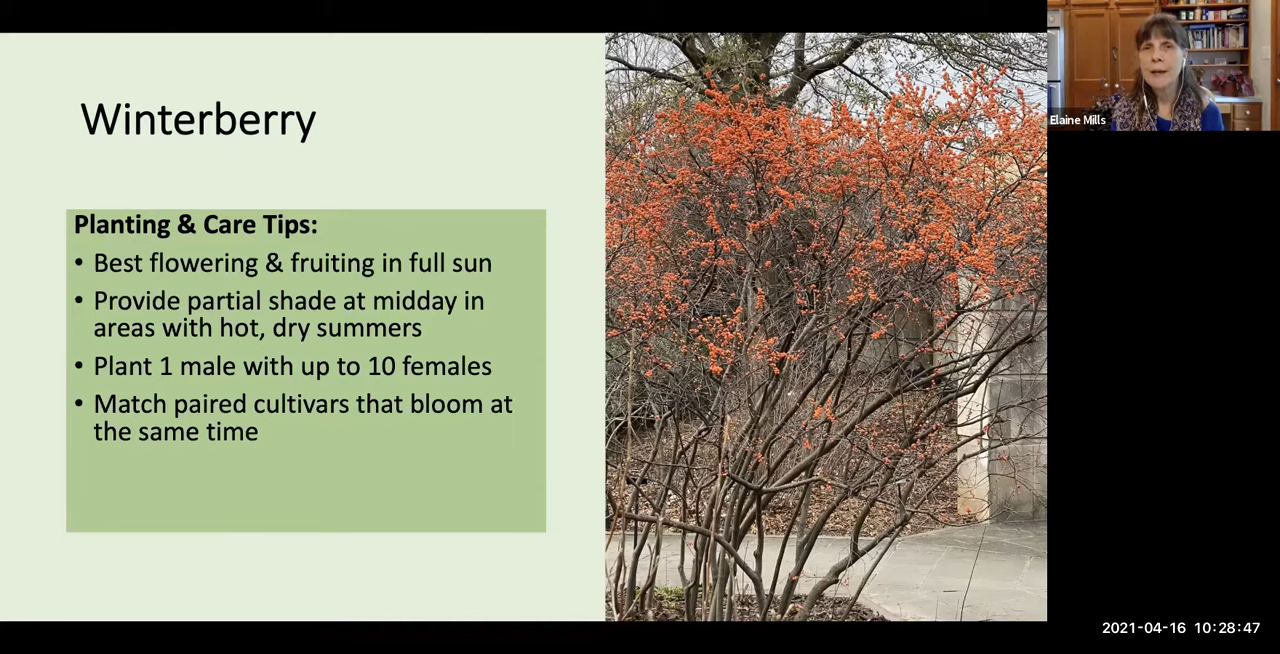 Winterberry
Planting & Care Tips:
• Best flowering & fruiting in full sun
• Provide partial shade at midday in
areas with hot, dry summers
• Plant 1 male with up to 10 females
• Match paired cultivars that bloom at
the same time
Elaine Mills
2021-04-16 10:28:47